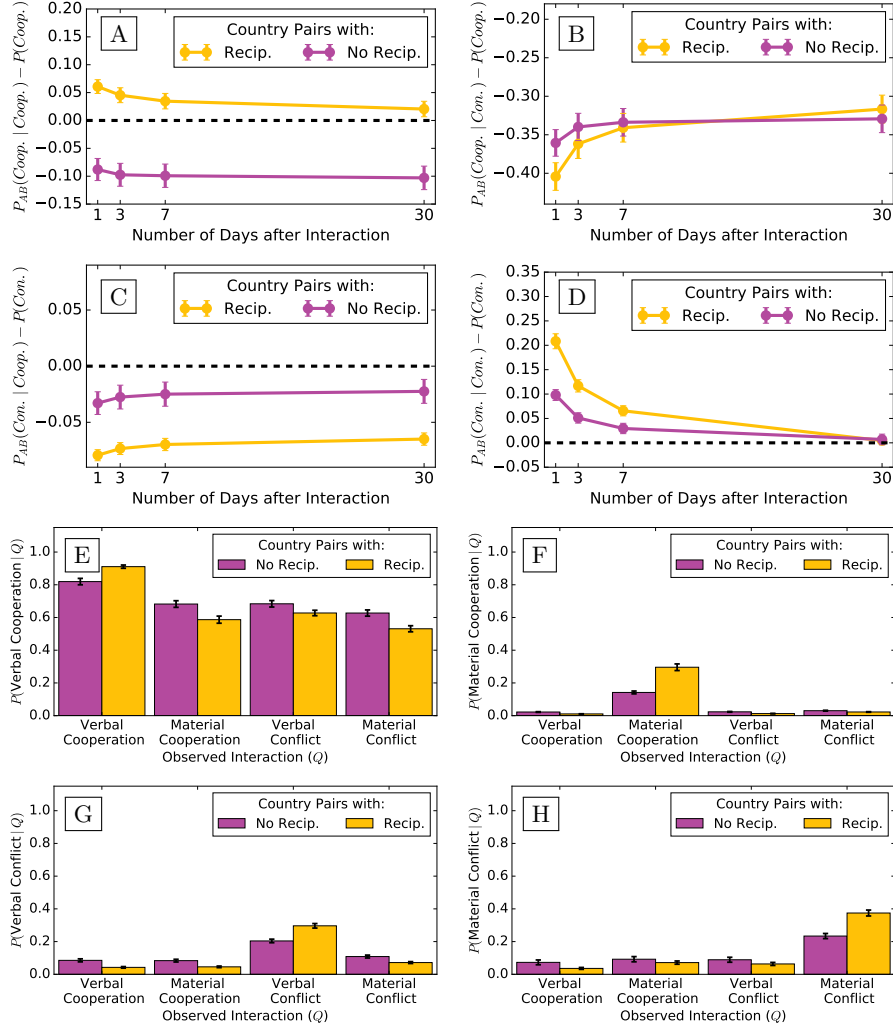 A
Country Pairs with:
Recip. No Recip.
P_{AB}(Coop. | Coop.) − P(Coop.)
0.20
0.15
0.10
0.05
0.00
−0.05
−0.10
−0.15
1 3 7 30
Number of Days after Interaction
B
Country Pairs with:
Recip. No Recip.
P_{AB}(Coop. | Con.) − P(Coop.)
−0.20
−0.25
−0.30
−0.35
−0.40
1 3 7 30
Number of Days after Interaction
C
Country Pairs with:
Recip. No Recip.
P_{AB}(Con. | Coop.) − P(Con.)
0.05
0.00
−0.05
1 3 7 30
Number of Days after Interaction
D
Country Pairs with:
Recip. No Recip.
P_{AB}(Con. | Con.) − P(Con.)
0.35
0.30
0.25
0.20
0.15
0.10
0.05
0.00
−0.05
1 3 7 30
Number of Days after Interaction
E
Country Pairs with:
No Recip. Recip.
P(Verbal Cooperation | Q)
1.0
0.8
0.6
0.4
0.2
0.0
Verbal Material Verbal Material
Cooperation Cooperation Conflict Conflict
Observed Interaction (Q)
F
Country Pairs with:
No Recip. Recip.
P(Material Cooperation | Q)
1.0
0.8
0.6
0.4
0.2
0.0
Verbal Material Verbal Material
Cooperation Cooperation Conflict Conflict
Observed Interaction (Q)
G
Country Pairs with:
No Recip. Recip.
P(Verbal Conflict | Q)
1.0
0.8
0.6
0.4
0.2
0.0
Verbal Material Verbal Material
Cooperation Cooperation Conflict Conflict
Observed Interaction (Q)
H
Country Pairs with:
No Recip. Recip.
P(Material Conflict | Q)
1.0
0.8
0.6
0.4
0.2
0.0
Verbal Material Verbal Material
Cooperation Cooperation Conflict Conflict
Observed Interaction (Q)